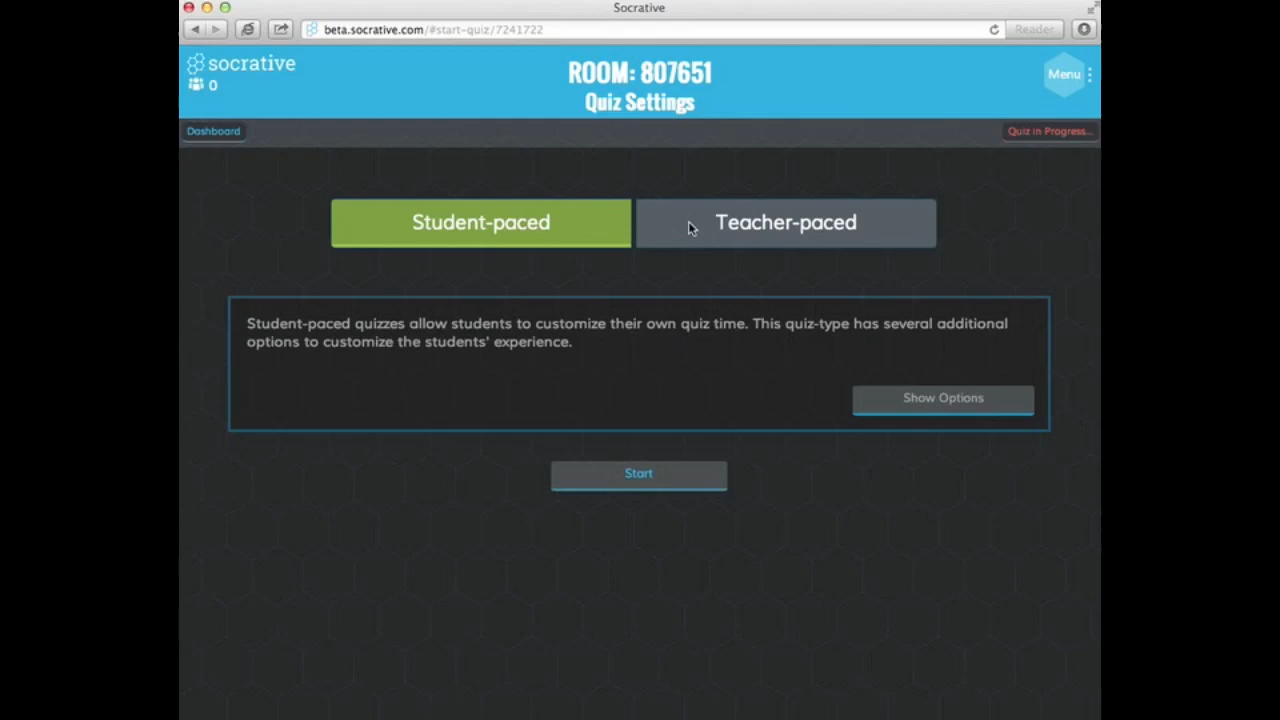 Socrative
beta.socrative.com/#start-quiz/7241722
Reader
socrative
0
ROOM: 807651
Quiz Settings
Menu
Dashboard
Quiz in Progress...
Student-paced
Teacher-paced
Student-paced quizzes allow students to customize their own quiz time. This quiz-type has several additional
options to customize the students' experience.
Show Options
Start